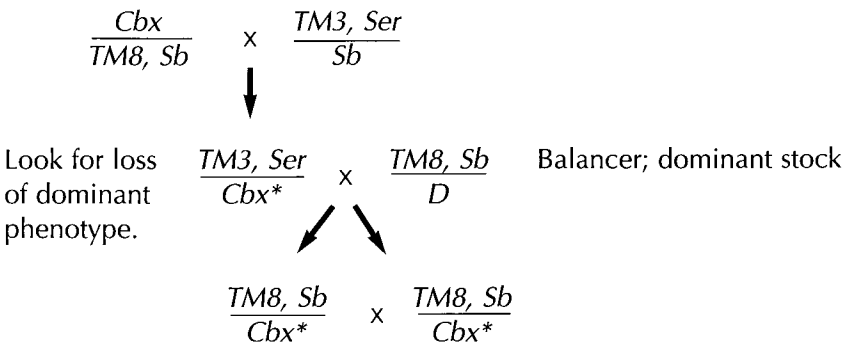 Cbx x TM3, Ser
TM8, Sb Sb
Look for loss TM3, Ser x TM8, Sb Balancer; dominant stock
of dominant Cbx* D
phenotype.
TM8, Sb x TM8, Sb
Cbx* Cbx*